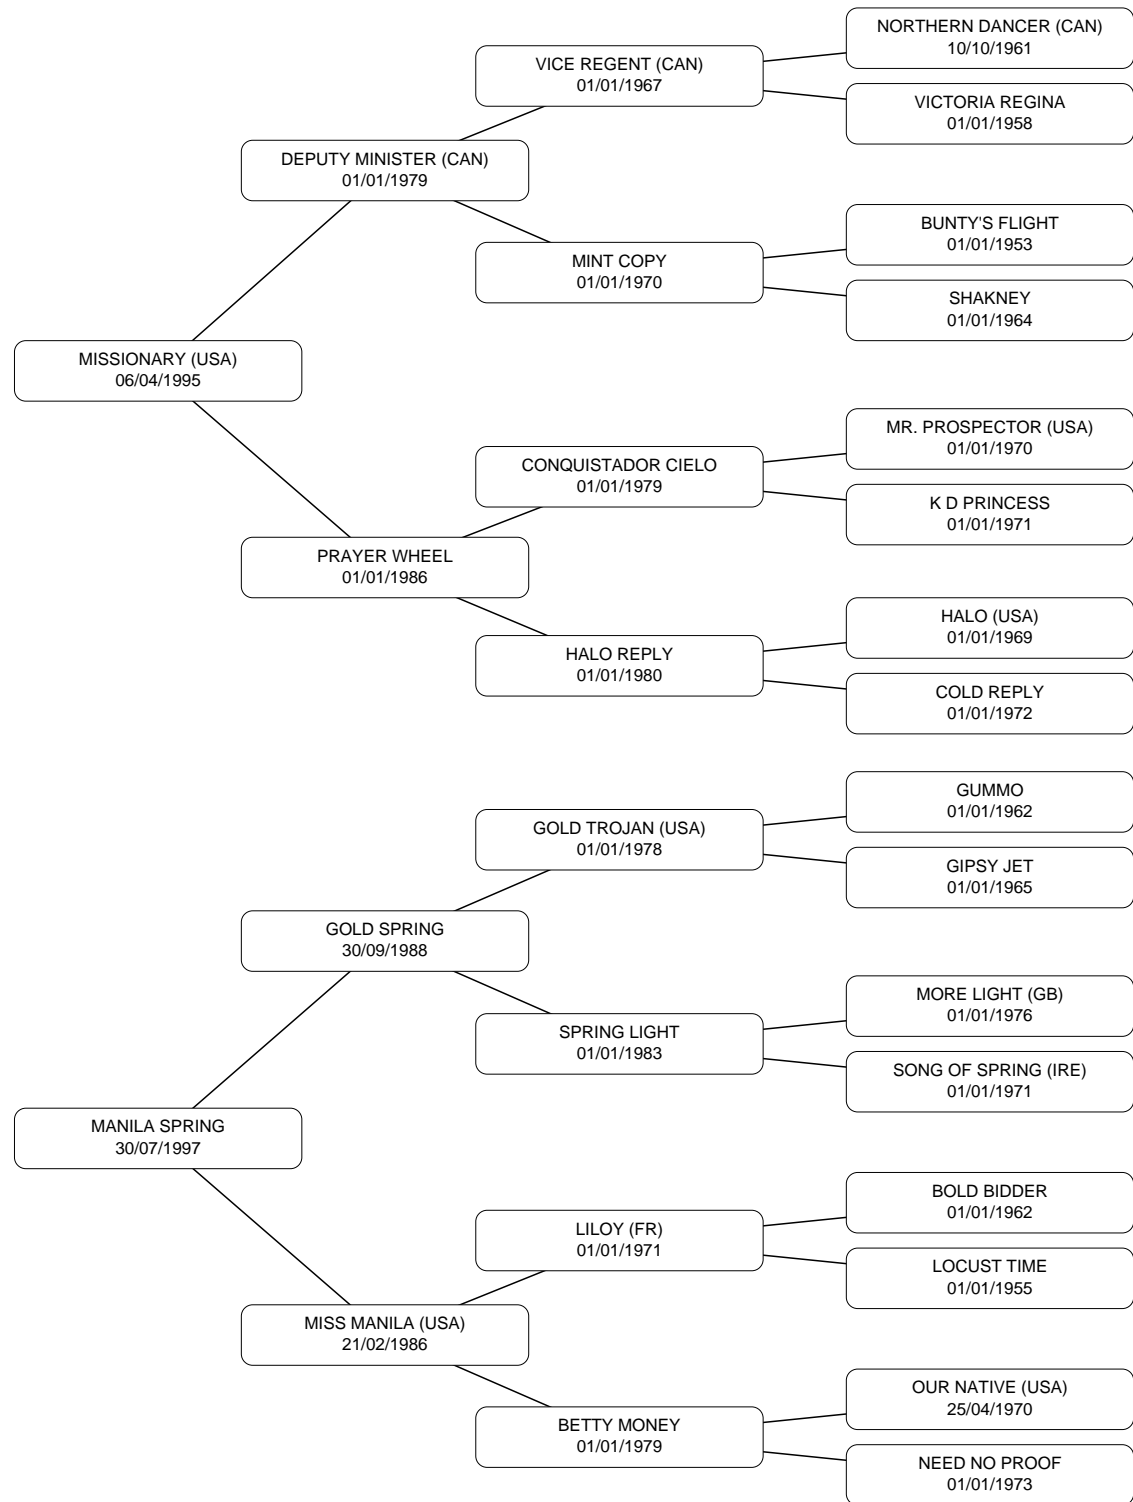 NORTHERN DANCER (CAN)
10/10/1961
VICE REGENT (CAN)
01/01/1967
VICTORIA REGINA
01/01/1958
DEPUTY MINISTER (CAN)
01/01/1979
BUNTY'S FLIGHT
01/01/1953
MINT COPY
01/01/1970
SHAKNEY
01/01/1964
MISSIONARY (USA)
06/04/1995
MR. PROSPECTOR (USA)
01/01/1970
CONQUISTADOR CIELO
01/01/1979
K D PRINCESS
01/01/1971
PRAYER WHEEL
01/01/1986
HALO (USA)
01/01/1969
HALO REPLY
01/01/1980
COLD REPLY
01/01/1972
GUMMO
01/01/1962
GOLD TROJAN (USA)
01/01/1978
GIPSY JET
01/01/1965
GOLD SPRING
30/09/1988
MORE LIGHT (GB)
01/01/1976
SPRING LIGHT
01/01/1983
SONG OF SPRING (IRE)
01/01/1971
MANILA SPRING
30/07/1997
BOLD BIDDER
01/01/1962
LILOY (FR)
01/01/1971
LOCUST TIME
01/01/1955
MISS MANILA (USA)
21/02/1986
OUR NATIVE (USA)
25/04/1970
BETTY MONEY
01/01/1979
NEED NO PROOF
01/01/1973